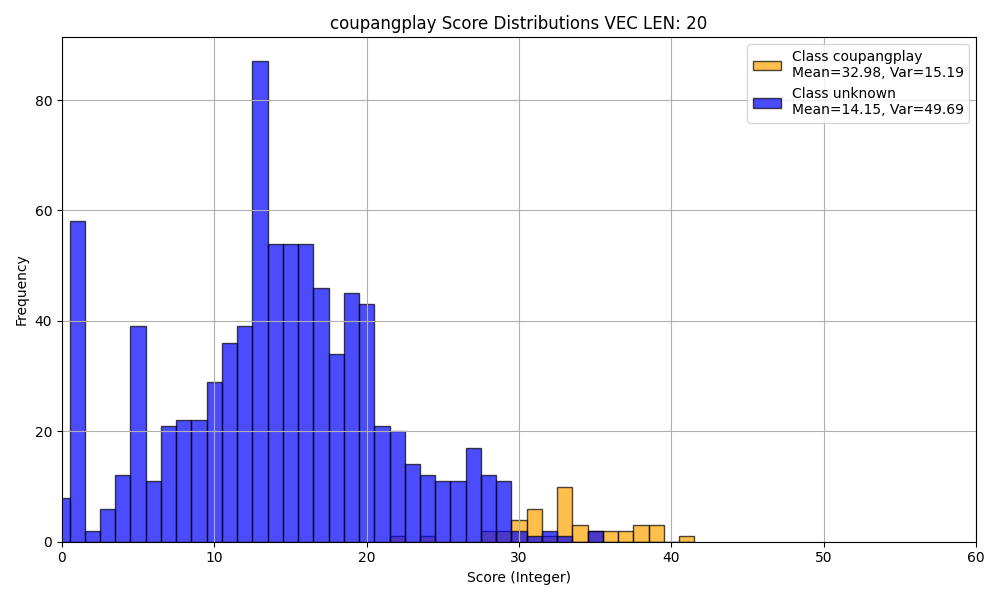 coupangplay Score Distributions VEC LEN: 20
Class coupangplay
Mean=32.98, Var=15.19
Class unknown
Mean=14.15, Var=49.69
Frequency
80
60
40
20
0
0 10 20 30 40 50 60
Score (Integer)